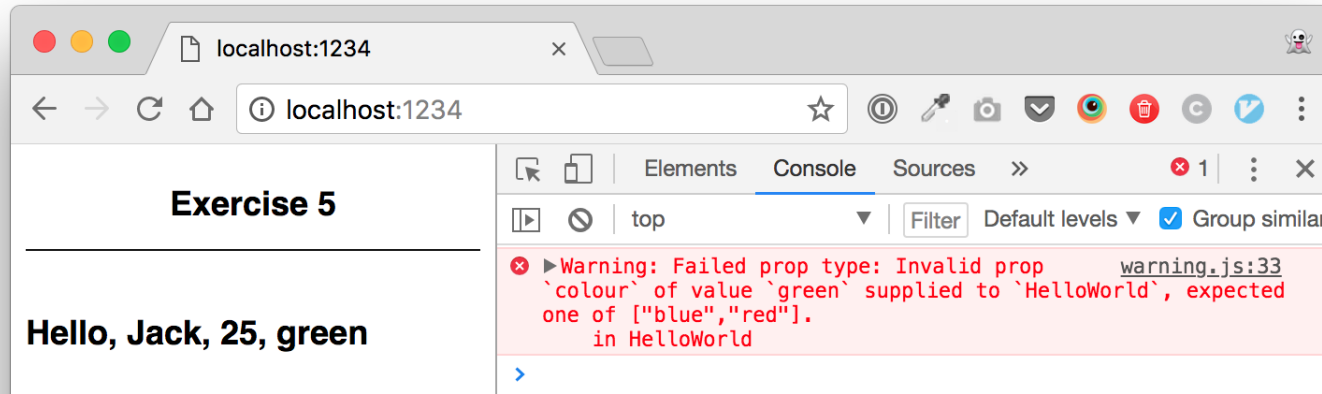 localhost:1234
localhost:1234
Exercise 5
Hello, Jack, 25, green
Elements Console Sources » 1
top Filter Default levels Group similar
Warning: Failed prop type: Invalid prop warning.js:33
`colour` of value `green` supplied to `HelloWorld`, expected
one of ["blue","red"].
in HelloWorld